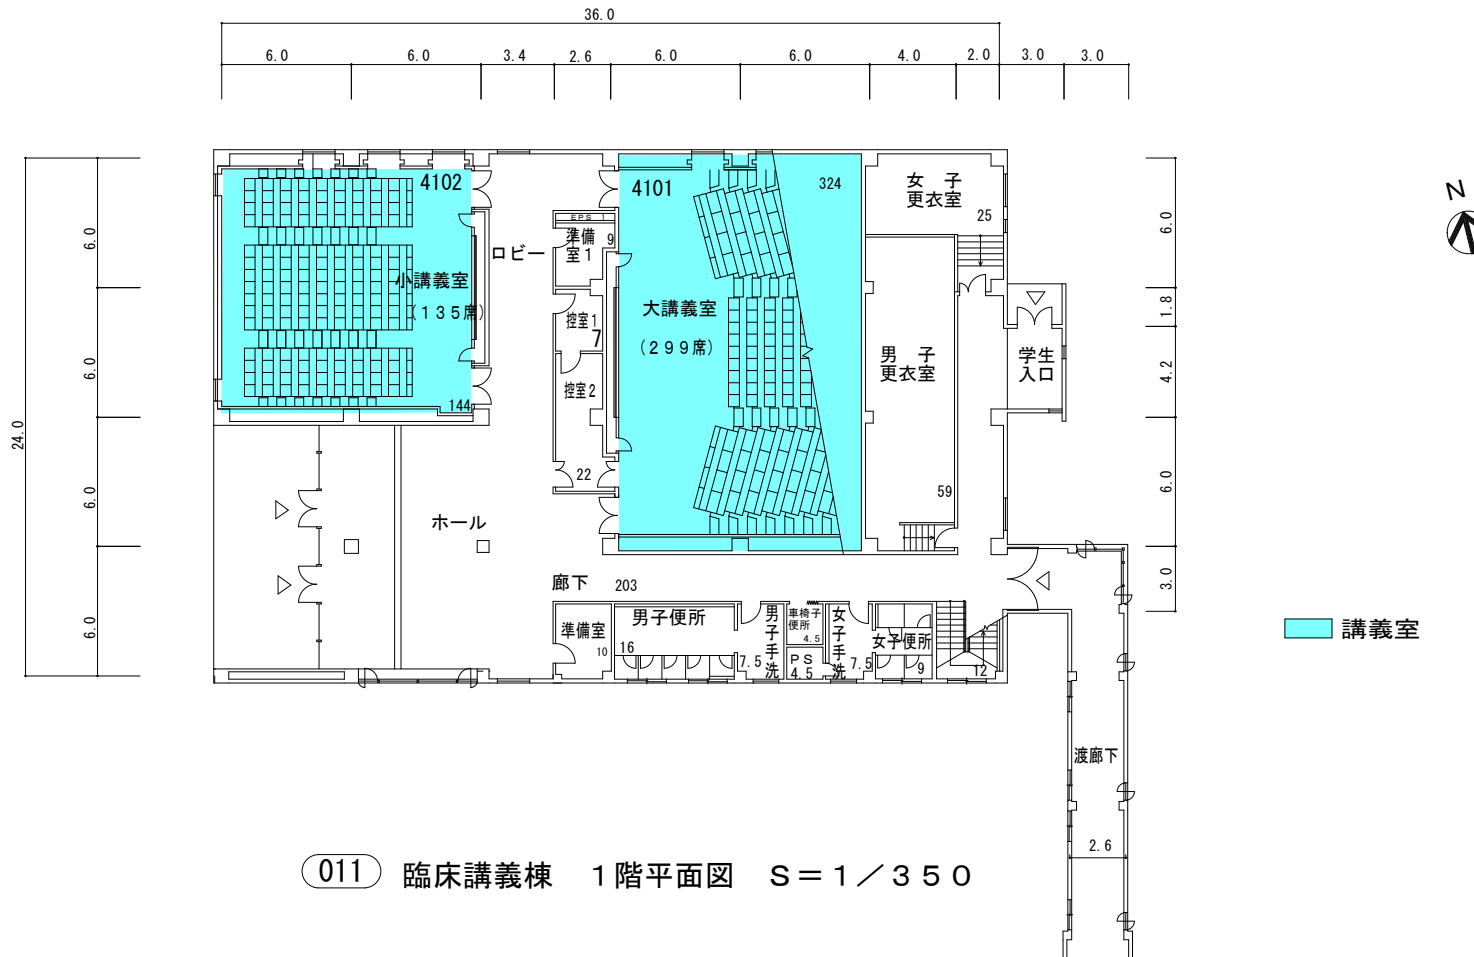 36.0
6.0 6.0 3.4 2.6 6.0 6.0 4.0 2.0 3.0 3.0
4102
4101
324
女 子
更衣室
25
N
EPS 1
準備
室1
9
ロビー
小講義室
(135席)
大講義室
(299席)
控室1
7
男 子
更衣室
学生
入口
控室2
144
22
59
ホール
廊下
203
24.0
6.0
6.0
6.0
6.0
6.0
1.8
4.2
6.0
3.0
準備室
10
男子便所
16
男子手洗
7.5
車椅子
便所
4.5
PS
4.5
女子手洗
7.5
女子便所
9
12
講義室
渡廊下
2.6
011 臨床講義棟 1階平面図 S=1/350